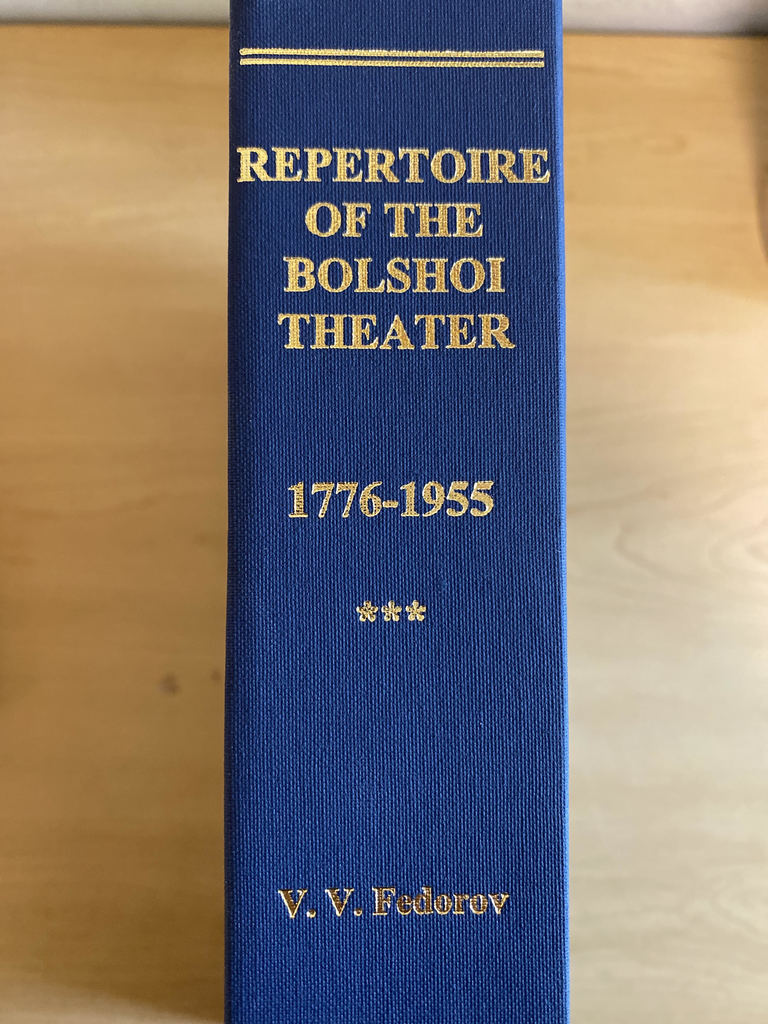 REPERTOIRE
OF THE
BOLSHOI
THEATER
1776-1955
***
V. V. Fedorov